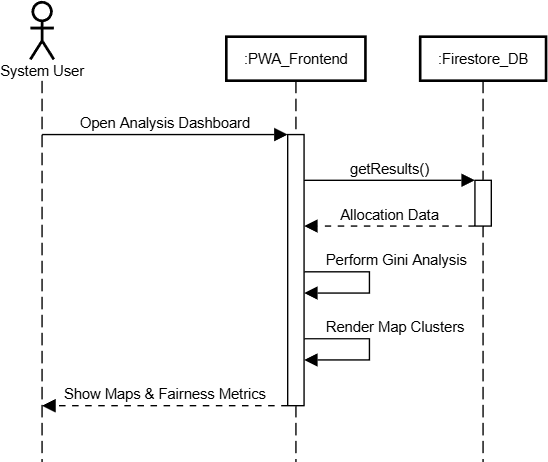 System User
:PWA_Frontend
:Firestore_DB
Open Analysis Dashboard
getResults()
Allocation Data
Perform Gini Analysis
Render Map Clusters
Show Maps & Fairness Metrics